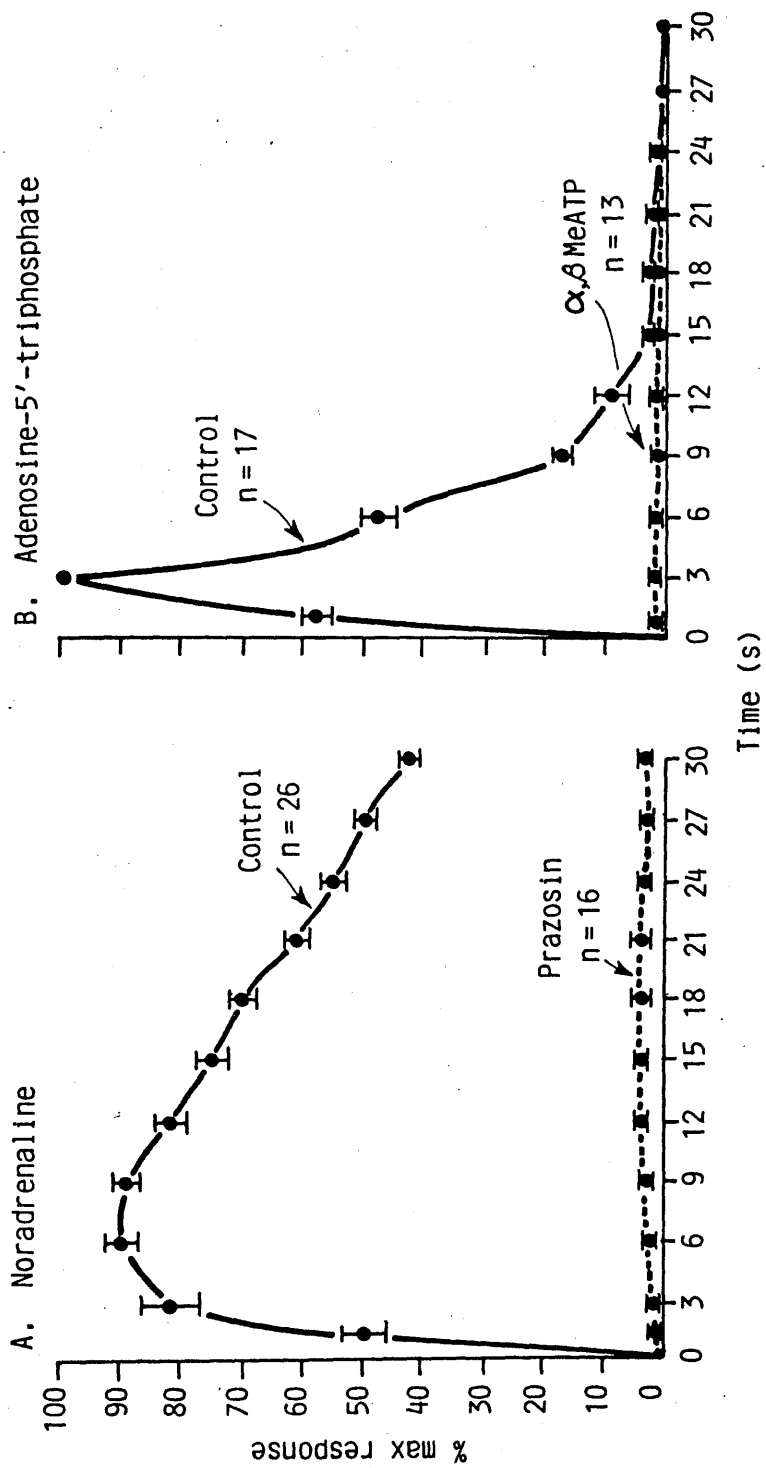 A. Noradrenaline
% max response
100
90
80
70
60
50
40
30
20
10
0
Control
n = 26
Prazosin
n = 16
0 3 6 9 12 15 18 21 24 27 30
B. Adenosine-5′-triphosphate
Control
n = 17
α,β MeATP
n = 13
0 3 6 9 12 15 18 21 24 27 30
Time (s)